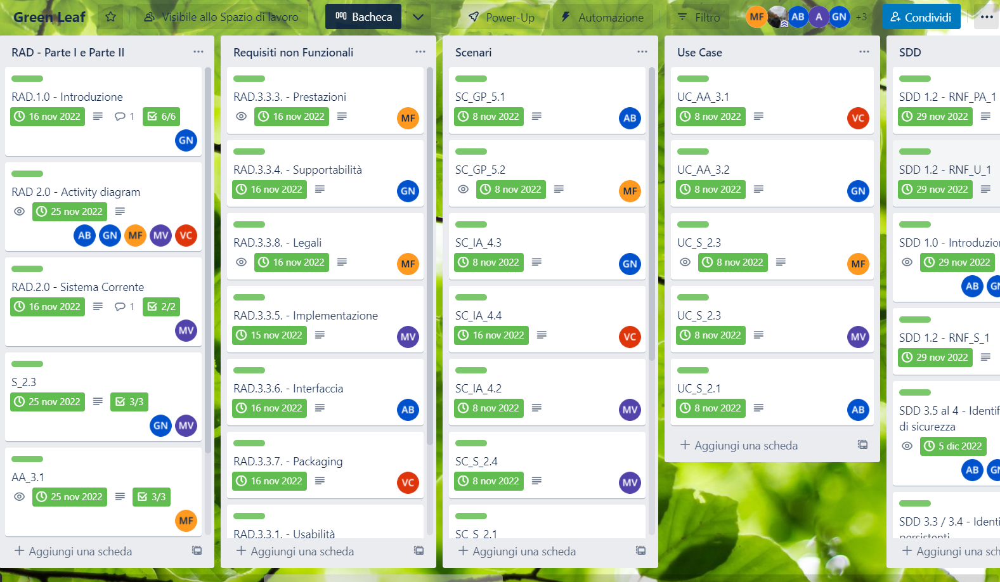 Green Leaf
Visibile allo Spazio di lavoro
Bacheca
Power-Up
Automazione
Filtro
MF
AB
A
GN
+3
Condividi
RAD - Parte I e Parte II
RAD.1.0 - Introduzione
16 nov 2022
1
6/6
GN
RAD 2.0 - Activity diagram
25 nov 2022
AB GN MF MV VC
RAD.2.0 - Sistema Corrente
16 nov 2022
1
2/2
MV
S_2.3
25 nov 2022
3/3
GN MV
AA_3.1
25 nov 2022
3/3
MF
Aggiungi una scheda
Requisiti non Funzionali
RAD.3.3.3. - Prestazioni
16 nov 2022
MF
RAD.3.3.4. - Supportabilità
16 nov 2022
GN
RAD.3.3.8. - Legali
16 nov 2022
MF
RAD.3.3.5. - Implementazione
15 nov 2022
MV
RAD.3.3.6. - Interfaccia
16 nov 2022
AB
RAD.3.3.7. - Packaging
16 nov 2022
VC
RAD.3.3.1. - Usabilità
Aggiungi una scheda
Scenari
SC_GP_5.1
8 nov 2022
AB
SC_GP_5.2
8 nov 2022
MF
SC_IA_4.3
8 nov 2022
GN
SC_IA_4.4
16 nov 2022
VC
SC_IA_4.2
8 nov 2022
MV
SC_S_2.4
8 nov 2022
MV
SC_S_2.1
Aggiungi una scheda
Use Case
UC_AA_3.1
8 nov 2022
VC
UC_AA_3.2
8 nov 2022
GN
UC_S_2.3
8 nov 2022
MF
UC_S_2.3
8 nov 2022
MV
UC_S_2.1
8 nov 2022
AB
Aggiungi una scheda
SDD
SDD 1.2 - RNF_PA_1
29 nov 2022
SDD 1.2 - RNF_U_1
29 nov 2022
SDD 1.0 - Introduzio
29 nov 2022
AB GN
SDD 1.2 - RNF_S_1
29 nov 2022
SDD 3.5 al 4 - Identif
di sicurezza
5 dic 2022
AB GN
SDD 3.3 / 3.4 - Identi
persistenti
Aggiungi una sch